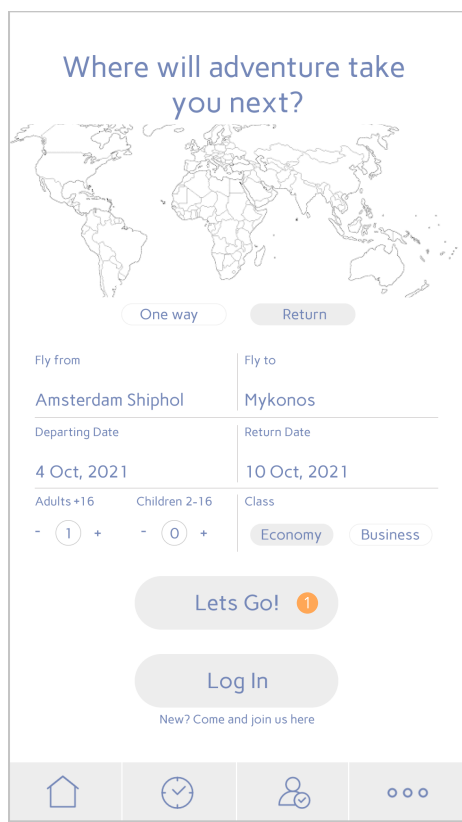 Where will adventure take
you next?
One way
Return
Fly from
Fly to
Amsterdam Shiphol
Mykonos
Departing Date
Return Date
4 Oct, 2021
10 Oct, 2021
Adults +16
Children 2-16
Class
- 1 +
- 0 +
Economy
Business
Lets Go! 1
Log In
New? Come and join us here